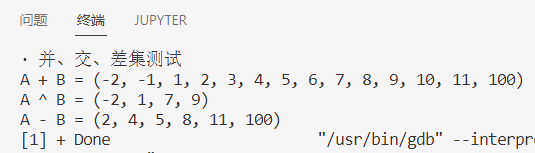 问题 终端 JUPYTER
· 并、交、差集测试
A + B = (-2, -1, 1, 2, 3, 4, 5, 6, 7, 8, 9, 10, 11, 100)
A ^ B = (-2, 1, 7, 9)
A - B = (2, 4, 5, 8, 11, 100)
[1] + Done "/usr/bin/gdb" --interpre